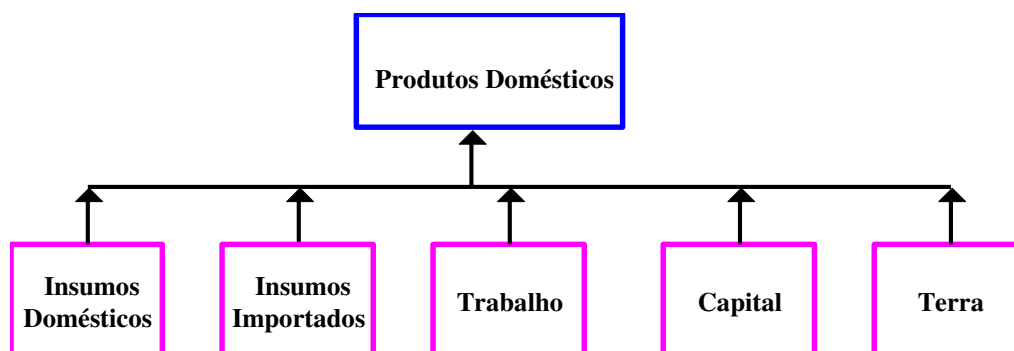 Produtos Domésticos
Insumos
Domésticos
Insumos
Importados
Trabalho
Capital
Terra